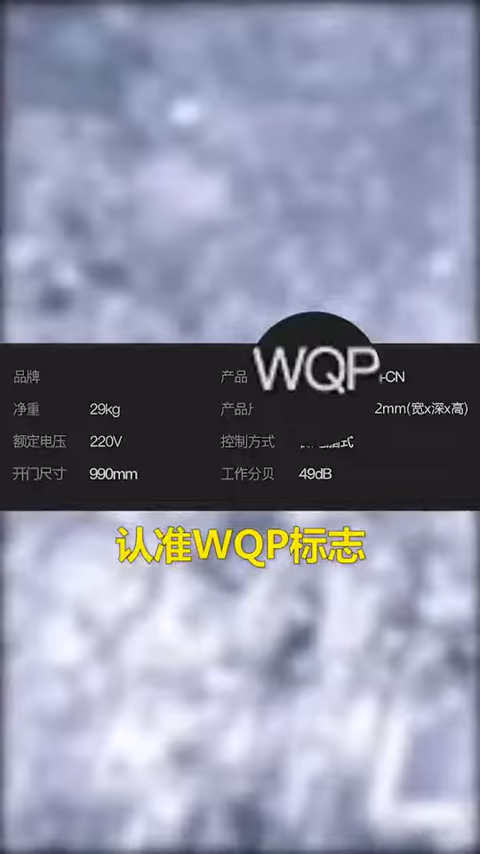 品牌 产品 WQP -CN
净重 29kg 产品 2mm(宽x深x高)
额定电压 220V 控制方式 式
开门尺寸 990mm 工作分贝 49dB
认准WQP标志